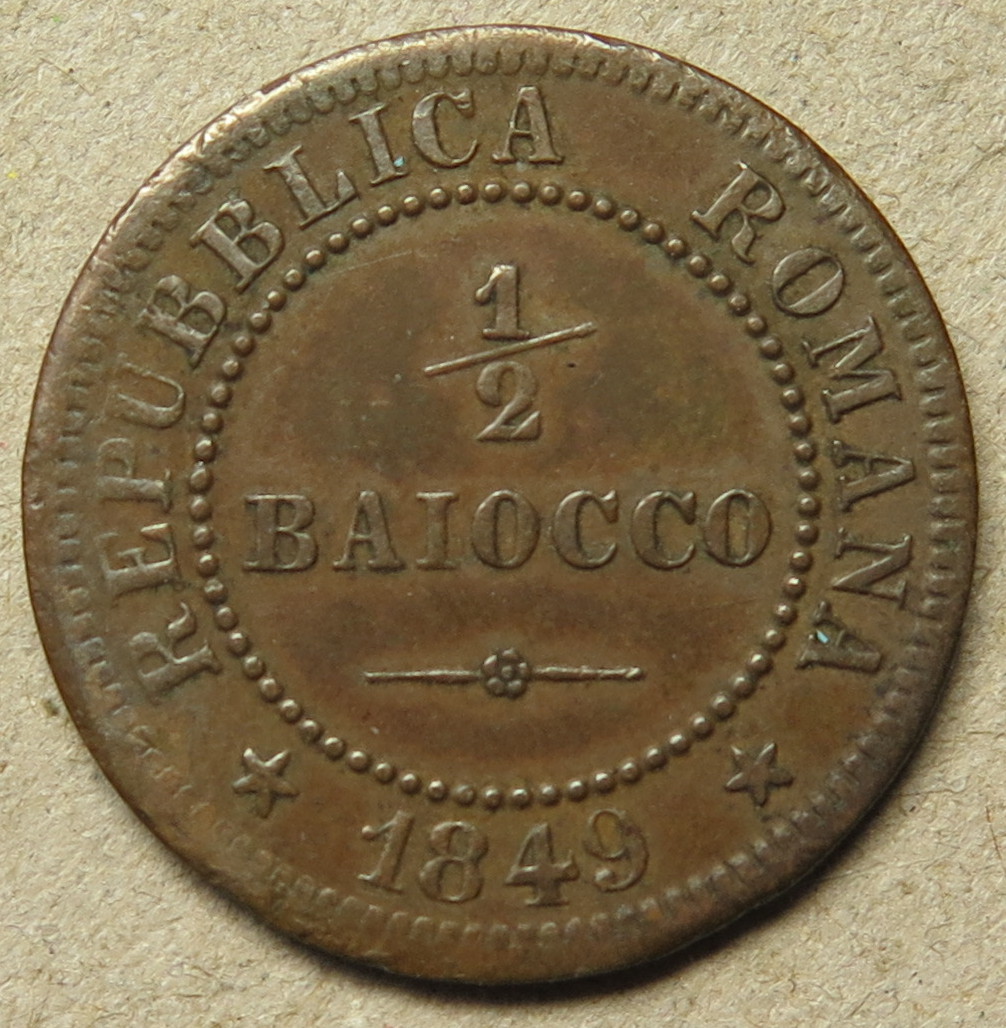 REPUBBLICA ROMANA
1/2
BAIOCCO
1849